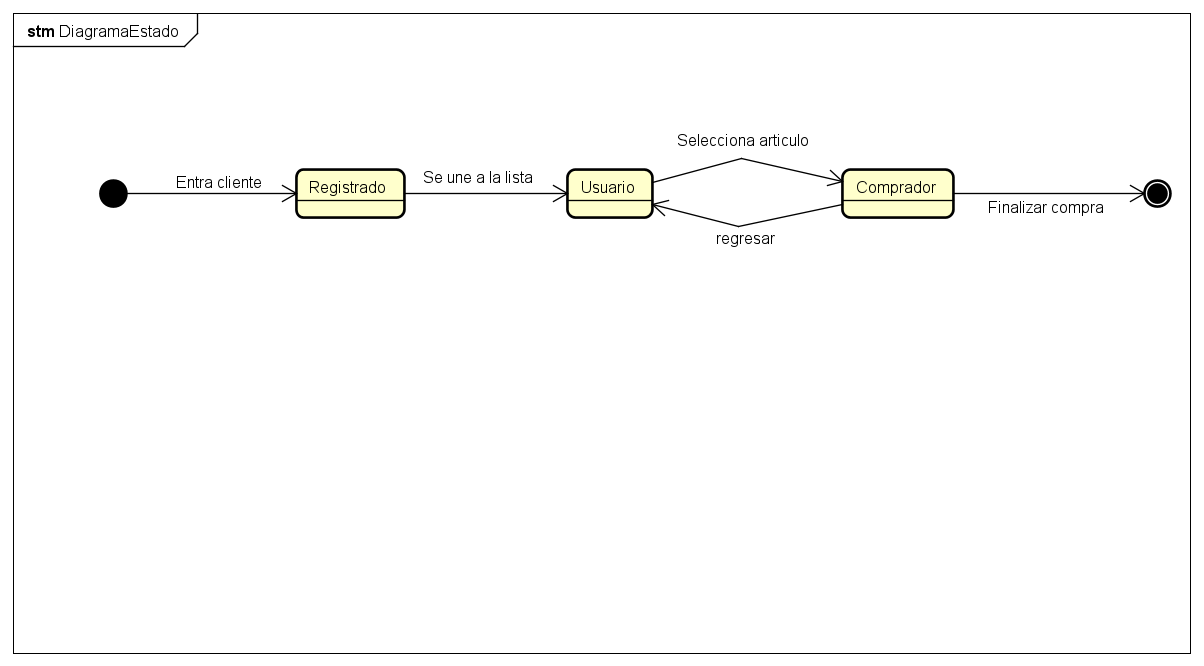 stm DiagramaEstado
Selecciona articulo
Entra cliente
Registrado
Se une a la lista
Usuario
Comprador
Finalizar compra
regresar